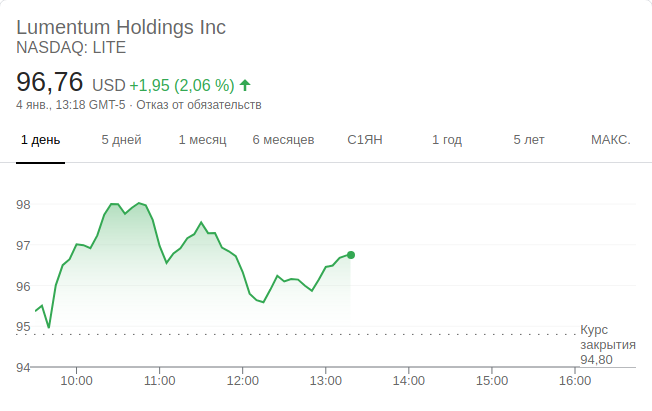 Lumentum Holdings Inc
NASDAQ: LITE
96,76 USD +1,95 (2,06 %)
4 янв., 13:18 GMT-5 · Отказ от обязательств
1 день 5 дней 1 месяц 6 месяцев С1ЯН 1 год 5 лет МАКС.
98
97
96
95
Курс
закрытия
94,80
94
10:00 11:00 12:00 13:00 14:00 15:00 16:00